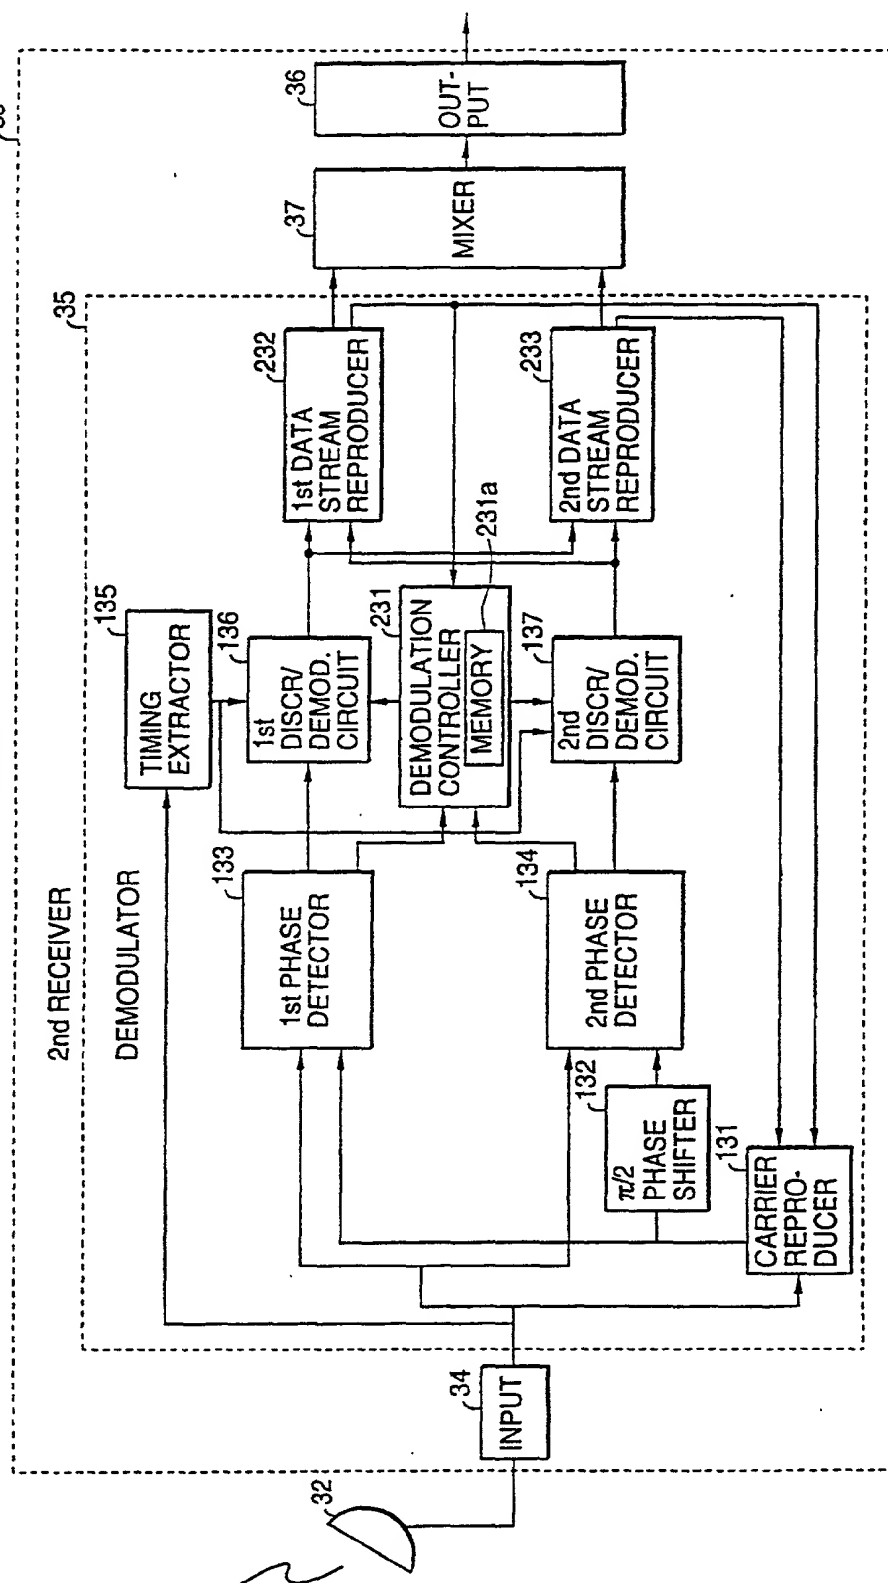 2nd RECEIVER
35
DEMODULATOR
32
34
INPUT
135
TIMING
EXTRACTOR
133
1st PHASE
DETECTOR
136
1st
DISCR/
DEMOD.
CIRCUIT
232
1st DATA
STREAM
REPRODUCER
37
MIXER
36
OUT-
PUT
231
DEMODULATION
CONTROLLER
MEMORY
231a
134
2nd PHASE
DETECTOR
137
2nd
DISCR/
DEMOD.
CIRCUIT
233
2nd DATA
STREAM
REPRODUCER
132
π/2
PHASE
SHIFTER
131
CARRIER
REPRO-
DUCER